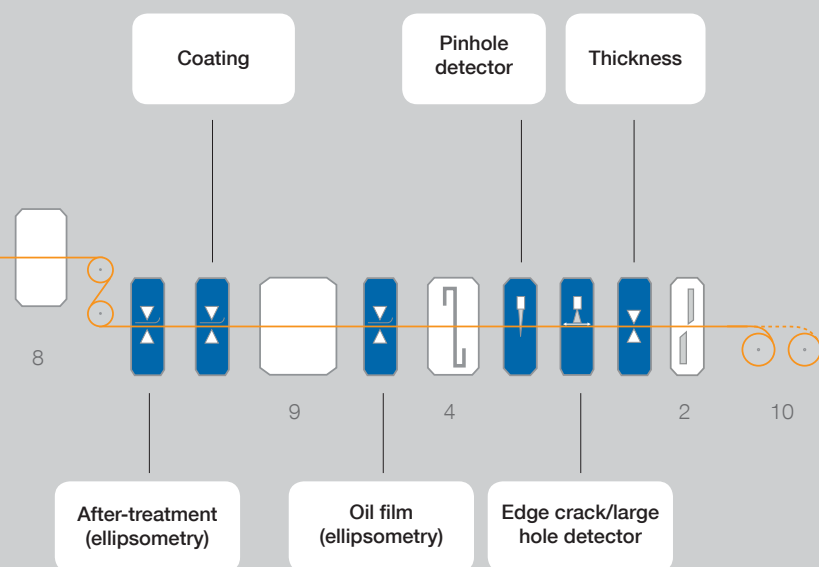 Coating
Pinhole
detector
Thickness
8
9
4
2
10
After-treatment
(ellipsometry)
Oil film
(ellipsometry)
Edge crack/large
hole detector